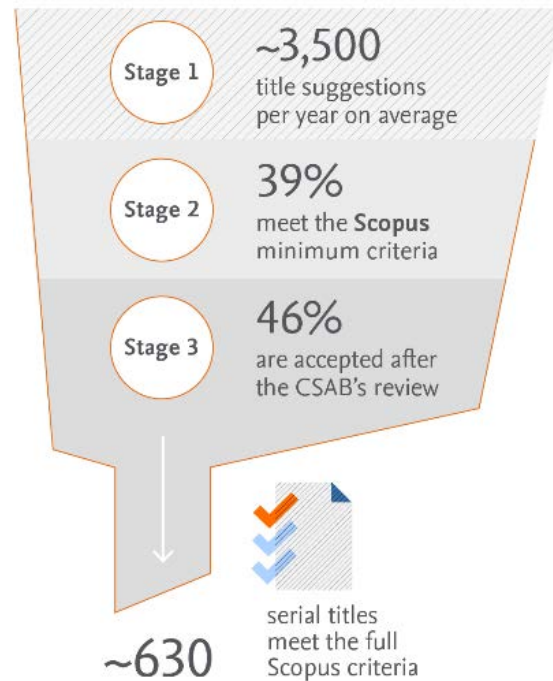 Stage 1
~3,500
title suggestions
per year on average
Stage 2
39%
meet the Scopus
minimum criteria
Stage 3
46%
are accepted after
the CSAB’s review
~630
serial titles
meet the full
Scopus criteria